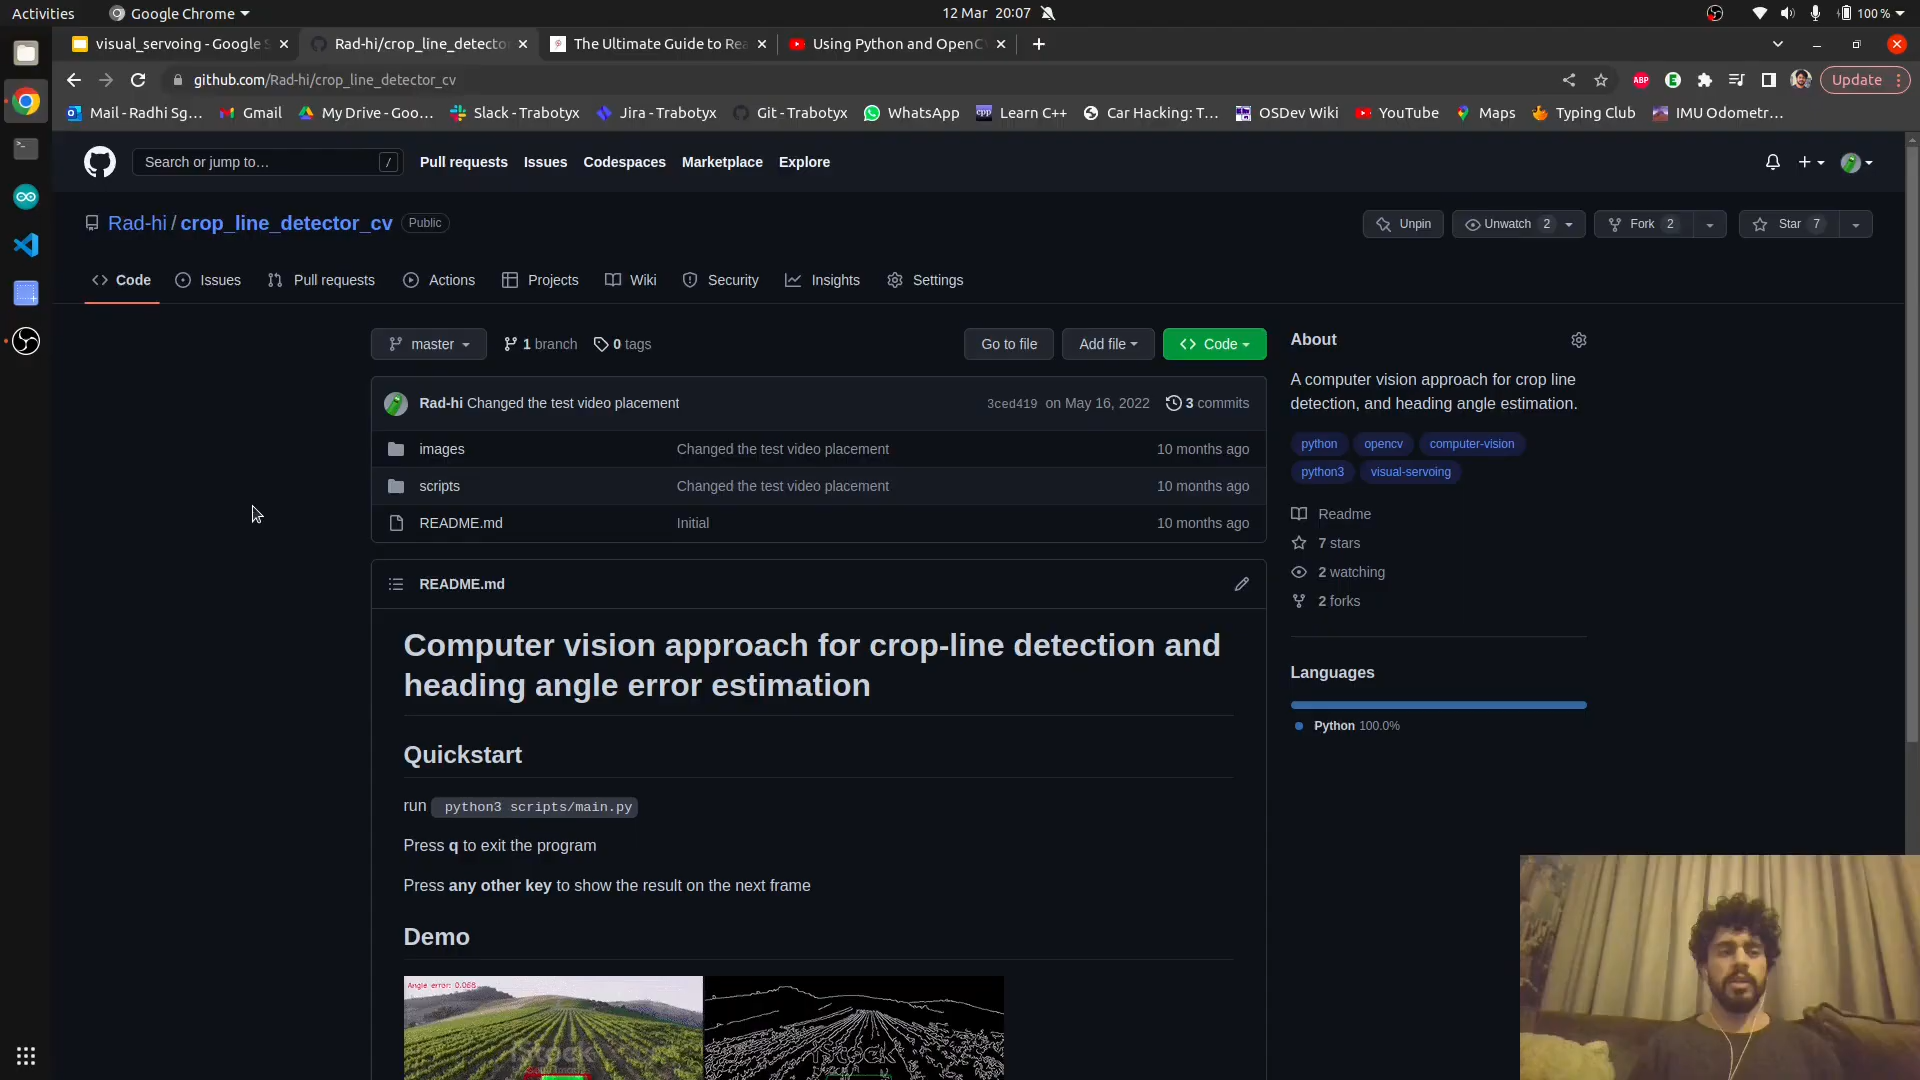 Activities
Google Chrome
12 Mar 20:07
100 %
visual_servoing - Google S
Rad-hi/crop_line_detecto
The Ultimate Guide to Rea
Using Python and OpenC
github.com/Rad-hi/crop_line_detector_cv
ABP
Update
Mail - Radhi Sg...
Gmail
My Drive - Goo...
Slack - Trabotyx
Jira - Trabotyx
Git - Trabotyx
WhatsApp
Learn C++
Car Hacking: T...
OSDev Wiki
YouTube
Maps
Typing Club
IMU Odometr...
Search or jump to...
/
Pull requests
Issues
Codespaces
Marketplace
Explore
Rad-hi / crop_line_detector_cv
Public
Unpin
Unwatch 2
Fork 2
Star 7
Code
Issues
Pull requests
Actions
Projects
Wiki
Security
Insights
Settings
master
1 branch
0 tags
Go to file
Add file
Code
Rad-hi Changed the test video placement
3ced419 on May 16, 2022
3 commits
images
Changed the test video placement
10 months ago
scripts
Changed the test video placement
10 months ago
README.md
Initial
10 months ago
README.md
Computer vision approach for crop-line detection and
heading angle error estimation
Quickstart
run python3 scripts/main.py
Press q to exit the program
Press any other key to show the result on the next frame
Demo
Angle error: 0.068
iStock
iStock
About
A computer vision approach for crop line
detection, and heading angle estimation.
python
opencv
computer-vision
python3
visual-servoing
Readme
7 stars
2 watching
2 forks
Languages
Python 100.0%